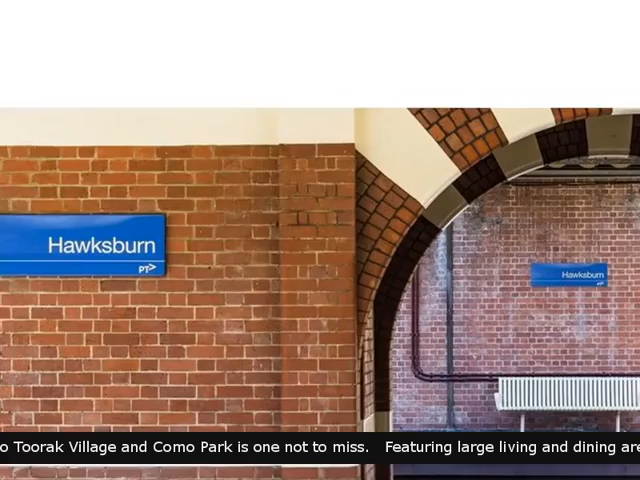 Hawksburn
PT>
Hawksburn
o Toorak Village and Como Park is one not to miss. Featuring large living and dining are